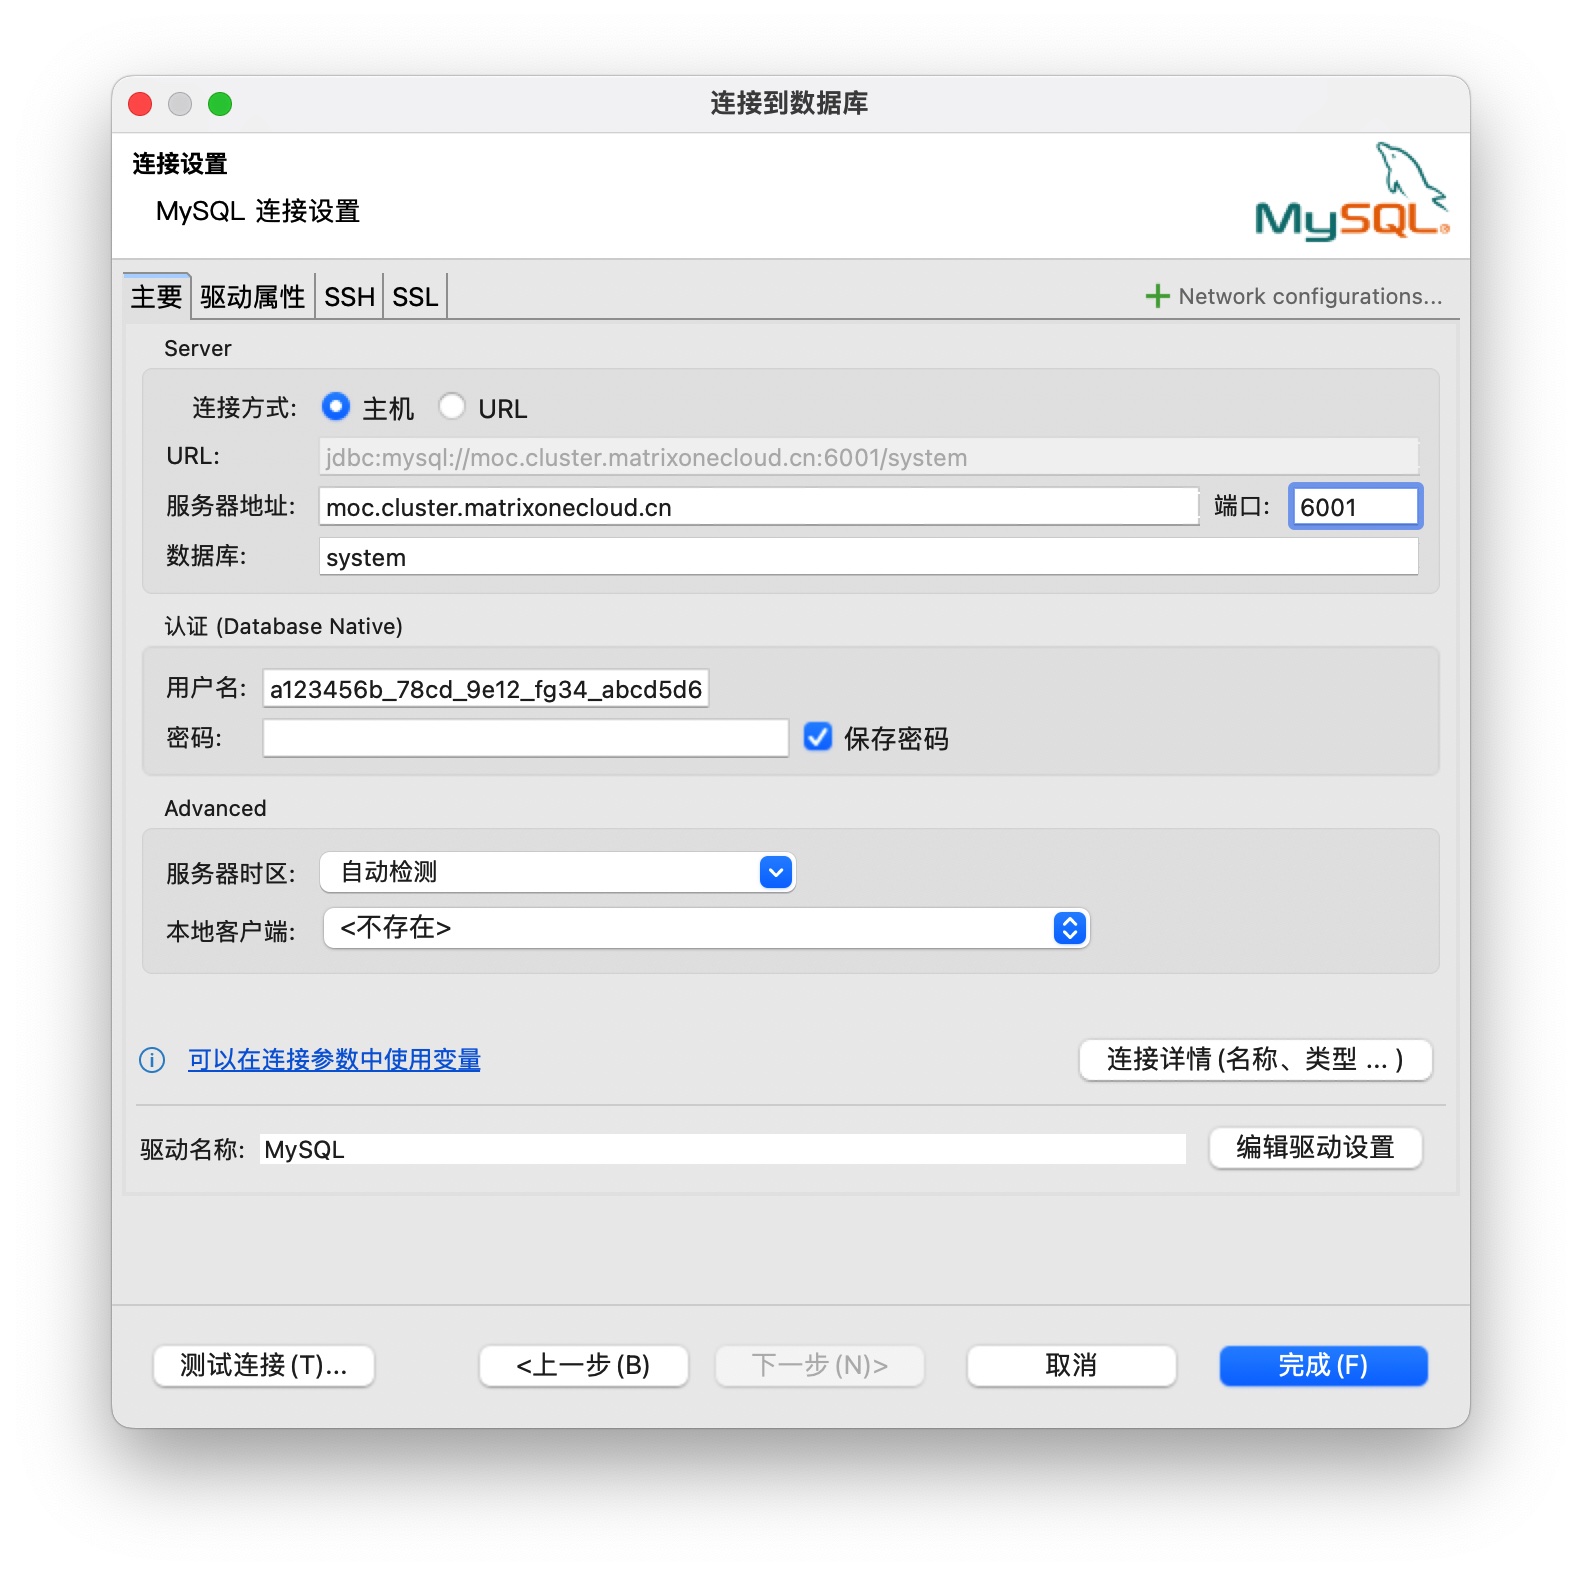 连接到数据库
连接设置
MySQL 连接设置
MySQL®
主要 驱动属性 SSH SSL Network configurations...
Server
连接方式: 主机 URL
URL: jdbc:mysql://moc.cluster.matrixonecloud.cn:6001/system
服务器地址: moc.cluster.matrixonecloud.cn 端口: 6001
数据库: system
认证 (Database Native)
用户名: a123456b_78cd_9e12_fg34_abcd5d6
密码: 保存密码
Advanced
服务器时区: 自动检测
本地客户端: <不存在>
可以在连接参数中使用变量 连接详情(名称、类型 ... )
驱动名称: MySQL 编辑驱动设置
测试连接(T)... <上一步(B) 下一步(N)> 取消 完成(F)